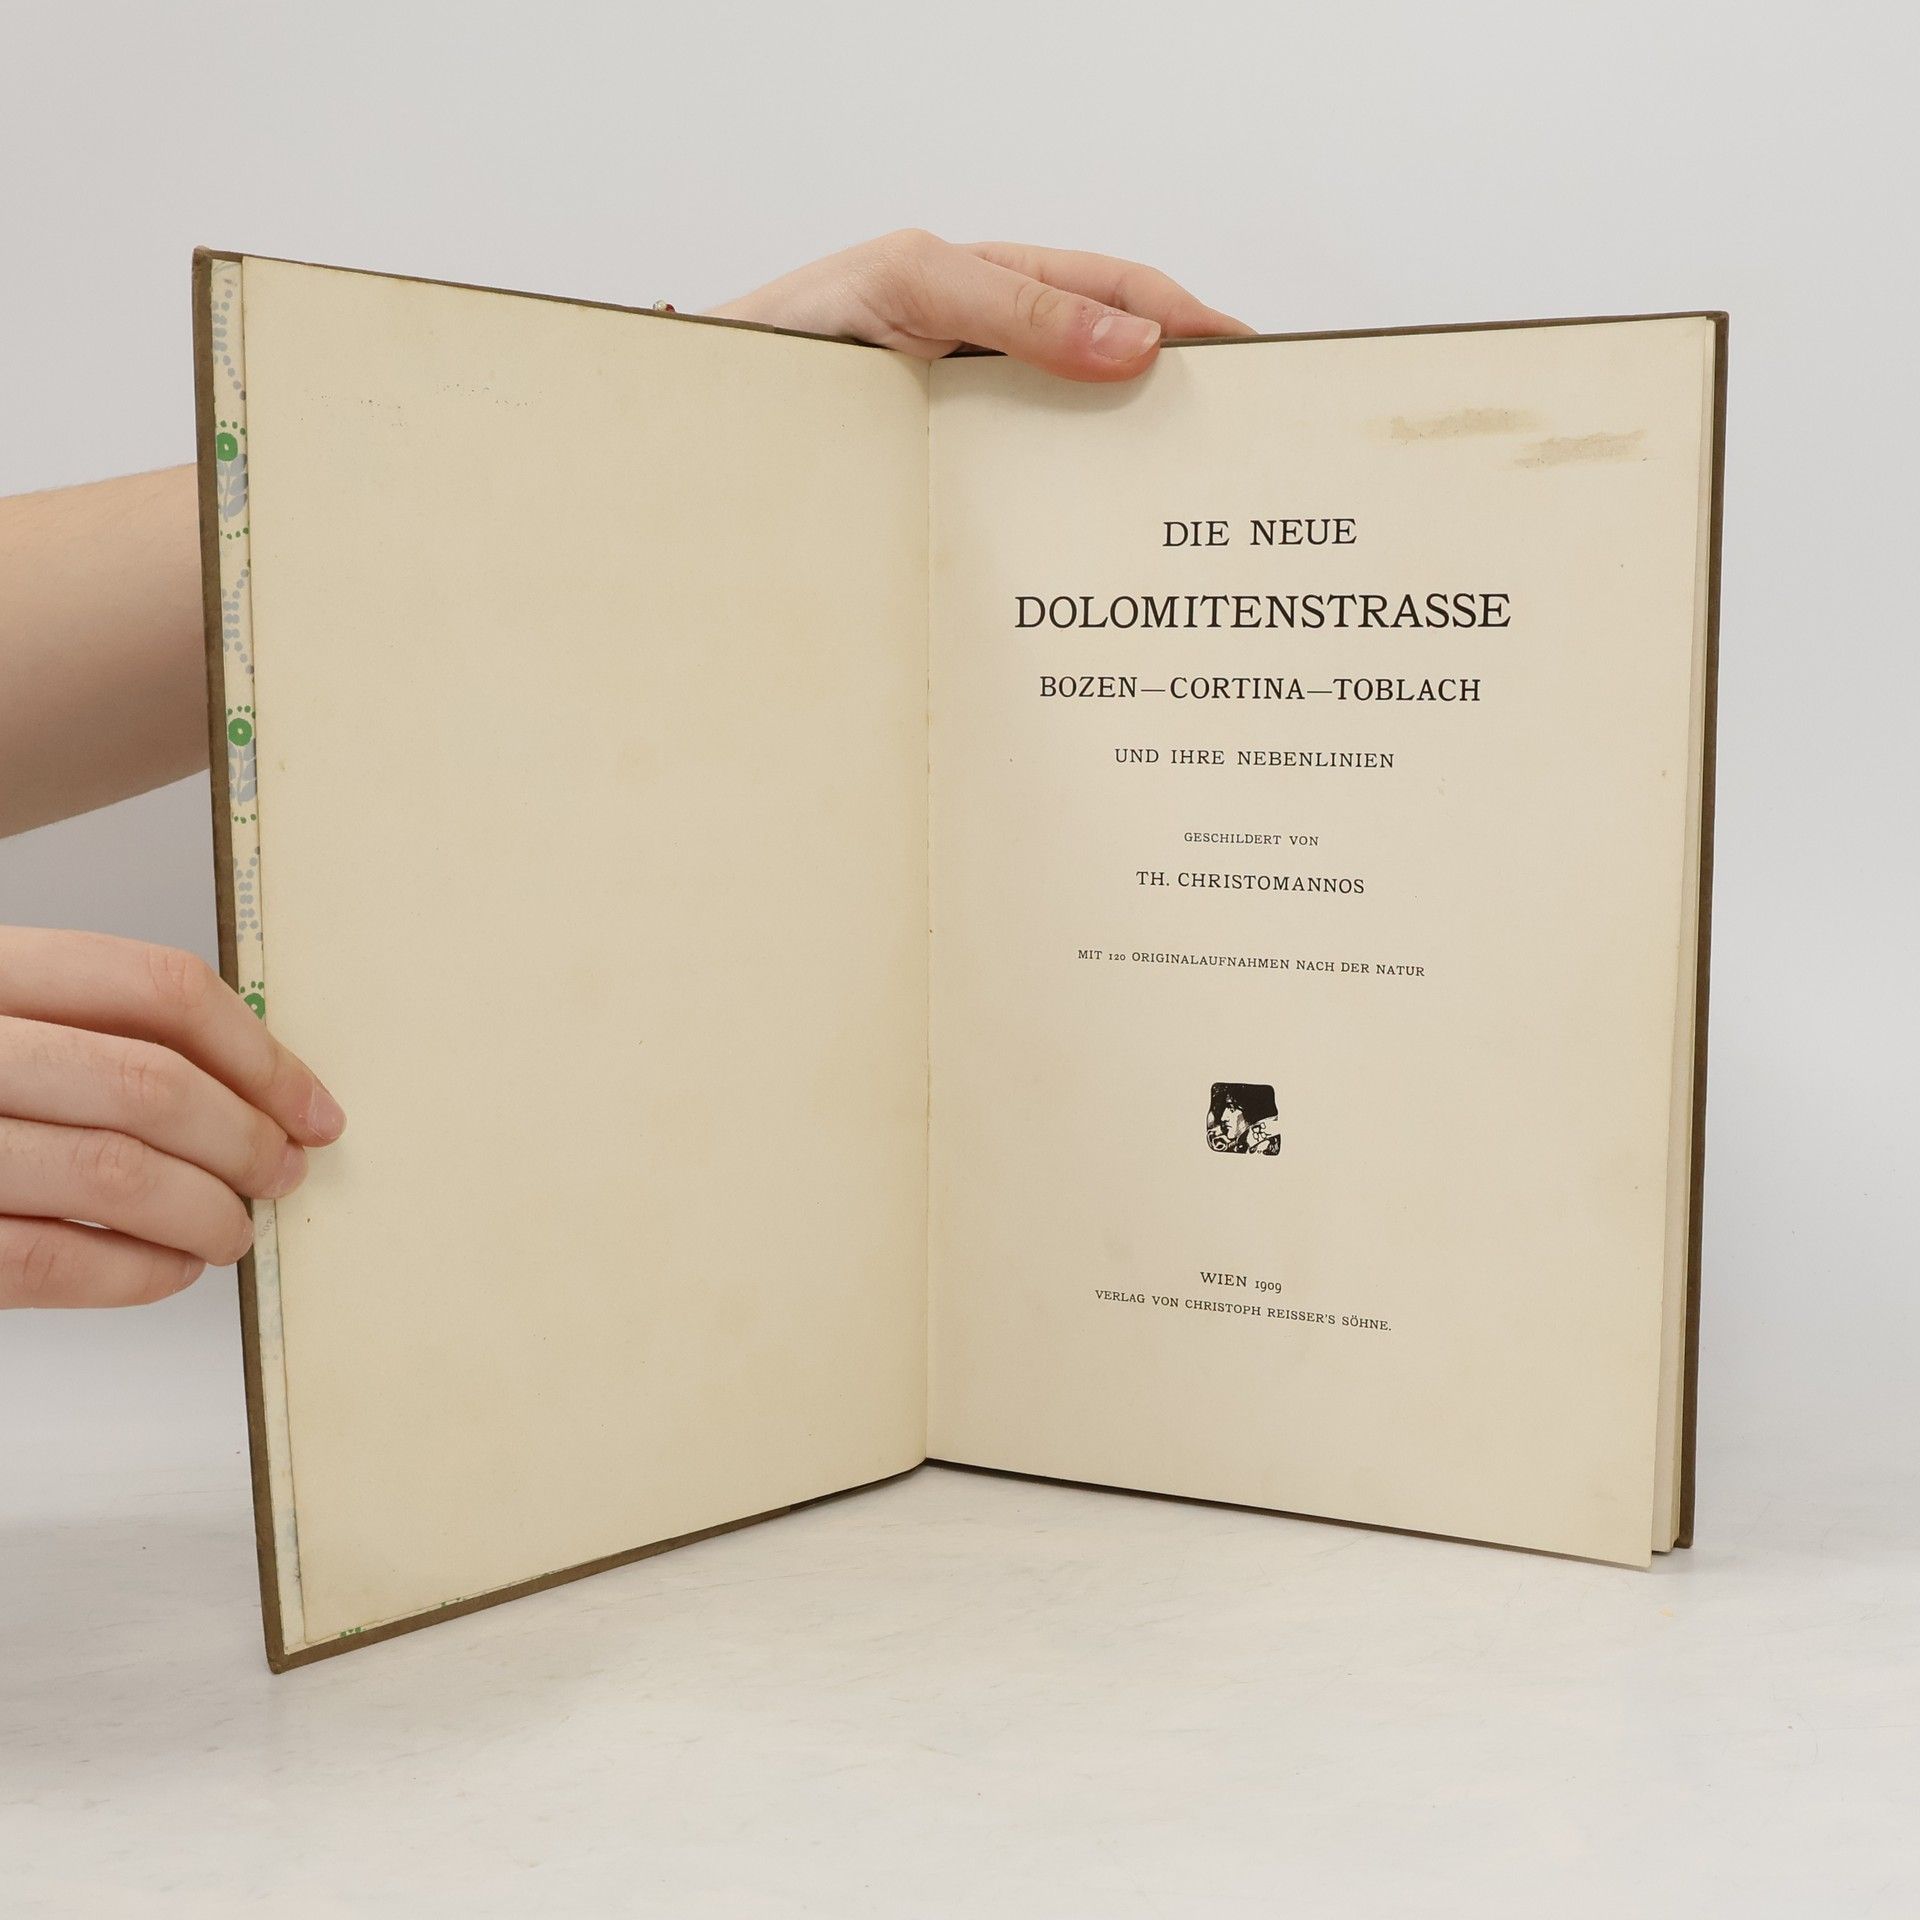 DIE NEUE
DOLOMITENSTRASSE
BOZEN—CORTINA—TOBLACH
UND IHRE NEBENLINIEN
GESCHILDERT VON
TH. CHRISTOMANNOS
MIT 120 ORIGINALAUFNAHMEN NACH DER NATUR
WIEN 1909
VERLAG VON CHRISTOPH REISSER'S SÖHNE.